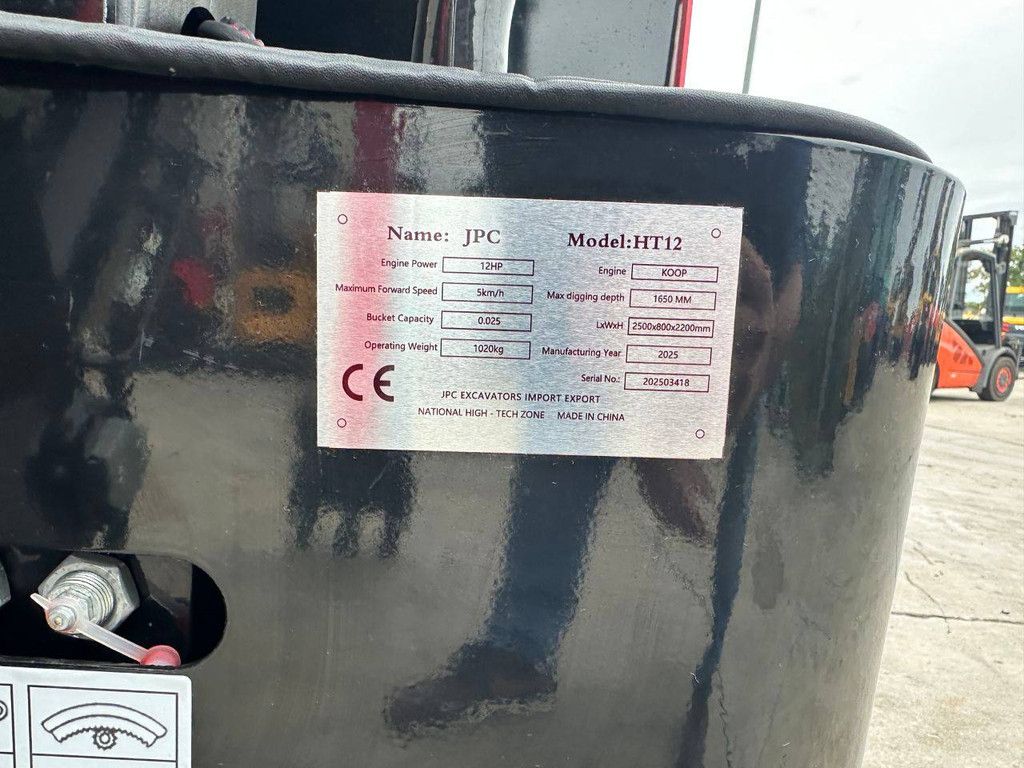 Name: JPC Model:HT12
Engine Power 12HP Engine KOOP
Maximum Forward Speed 5km/h Max digging depth 1650 MM
Bucket Capacity 0.025 LxWxH 2500x800x2200mm
Operating Weight 1020kg Manufacturing Year 2025
Serial No.: 202503418
CE
JPC EXCAVATORS IMPORT EXPORT
NATIONAL HIGH - TECH ZONE MADE IN CHINA